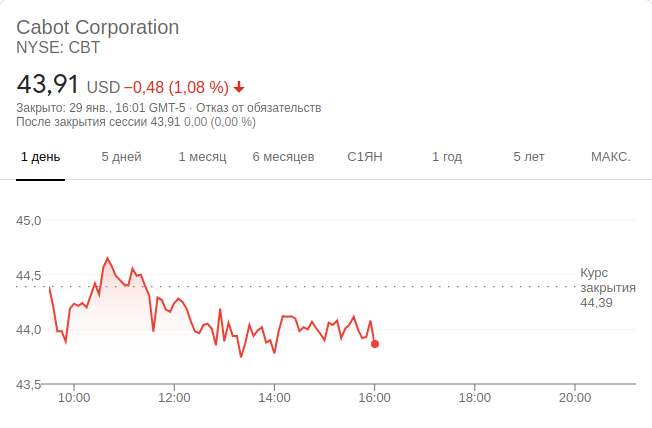 Cabot Corporation
NYSE: CBT
43,91 USD −0,48 (1,08 %)
Закрыто: 29 янв., 16:01 GMT-5 · Отказ от обязательств
После закрытия сессии 43,91 0,00 (0,00 %)
1 день 5 дней 1 месяц 6 месяцев С1ЯН 1 год 5 лет МАКС.
45,0
44,5
44,0
43,5
Курс
закрытия
44,39
10:00 12:00 14:00 16:00 18:00 20:00